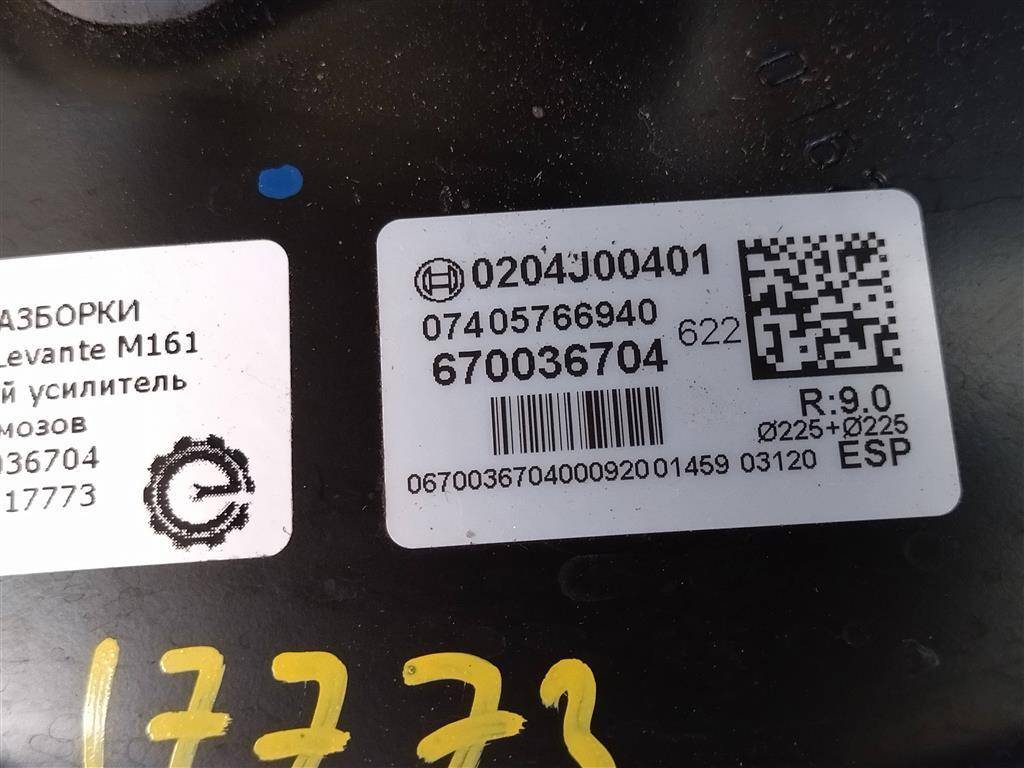 АЗБОРКИ
Levante M161
й усилитель
мозов
036704
17773
0204J00401
07405766940
622
670036704
R:9.0
Ø225+Ø225
ESP
067003670400092001459 03120
17773